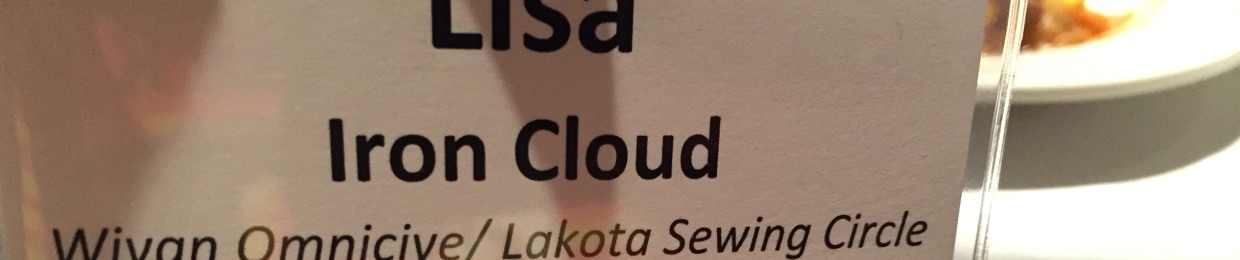 Lisa
Iron Cloud
Wiyan Omniciye/ Lakota Sewing Circle